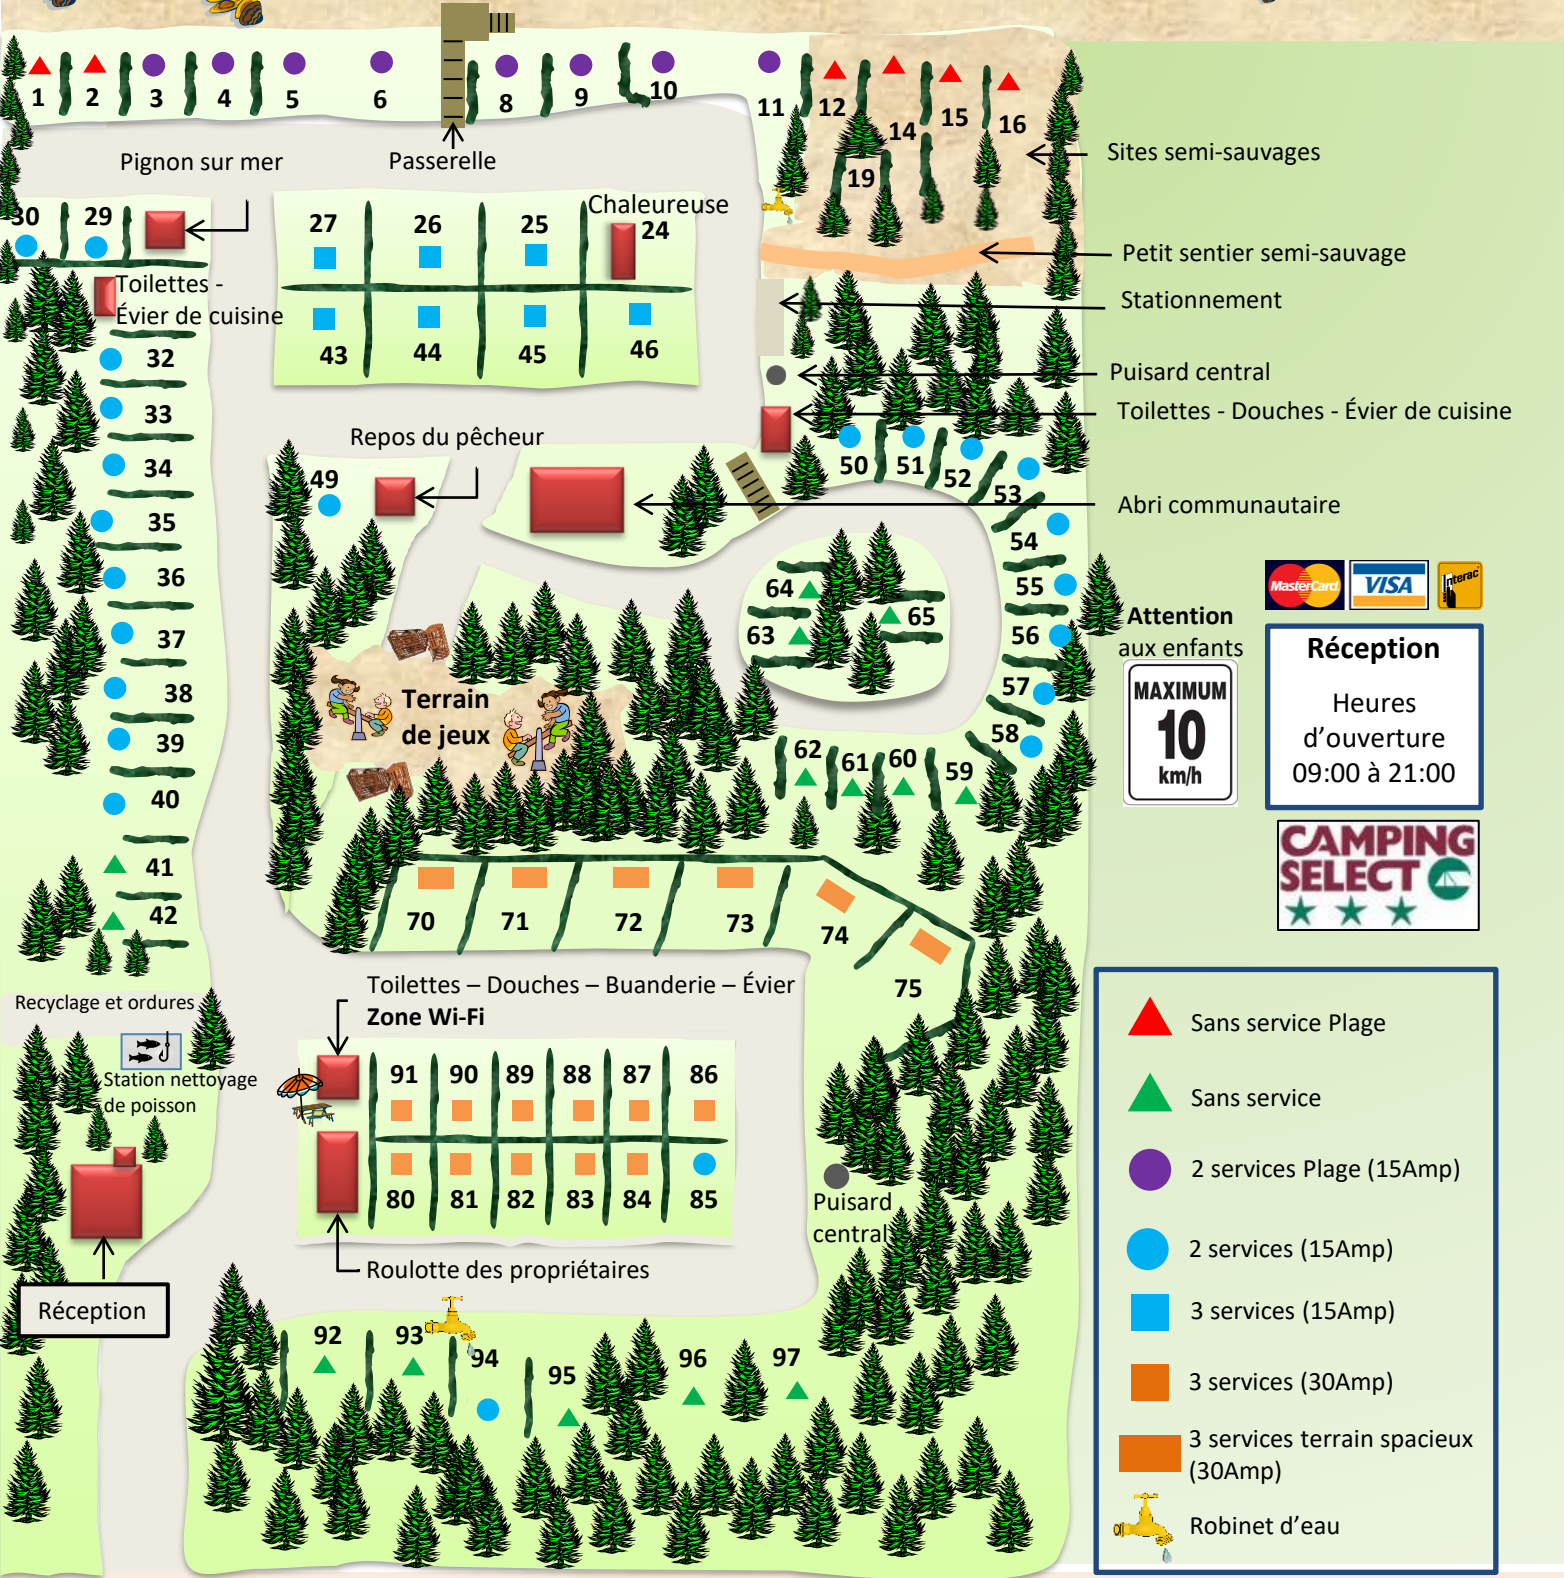 1
2
3
4
5
6
8
9
10
11
12
14
15
16
19
Pignon sur mer
Passerelle
Sites semi-sauvages
30
29
27
26
25
Chaleureuse
24
Petit sentier semi-sauvage
Toilettes -
Évier de cuisine
Stationnement
43
44
45
46
32
33
34
35
36
37
38
39
40
41
42
Puisard central
Toilettes - Douches - Évier de cuisine
Repos du pêcheur
49
50
51
52
53
54
55
56
57
58
Abri communautaire
64
65
63
62
61
60
59
Terrain
de jeux
MasterCard
VISA
Interac
Attention
aux enfants
MAXIMUM
10
km/h
Réception
Heures
d’ouverture
09:00 à 21:00
CAMPING
SELECT
70
71
72
73
74
75
Recyclage et ordures
Station nettoyage
de poisson
Toilettes – Douches – Buanderie – Évier
Zone Wi-Fi
91
90
89
88
87
86
80
81
82
83
84
85
Puisard
central
Roulotte des propriétaires
Réception
92
93
94
95
96
97
Sans service Plage
Sans service
2 services Plage (15Amp)
2 services (15Amp)
3 services (15Amp)
3 services (30Amp)
3 services terrain spacieux
(30Amp)
Robinet d’eau